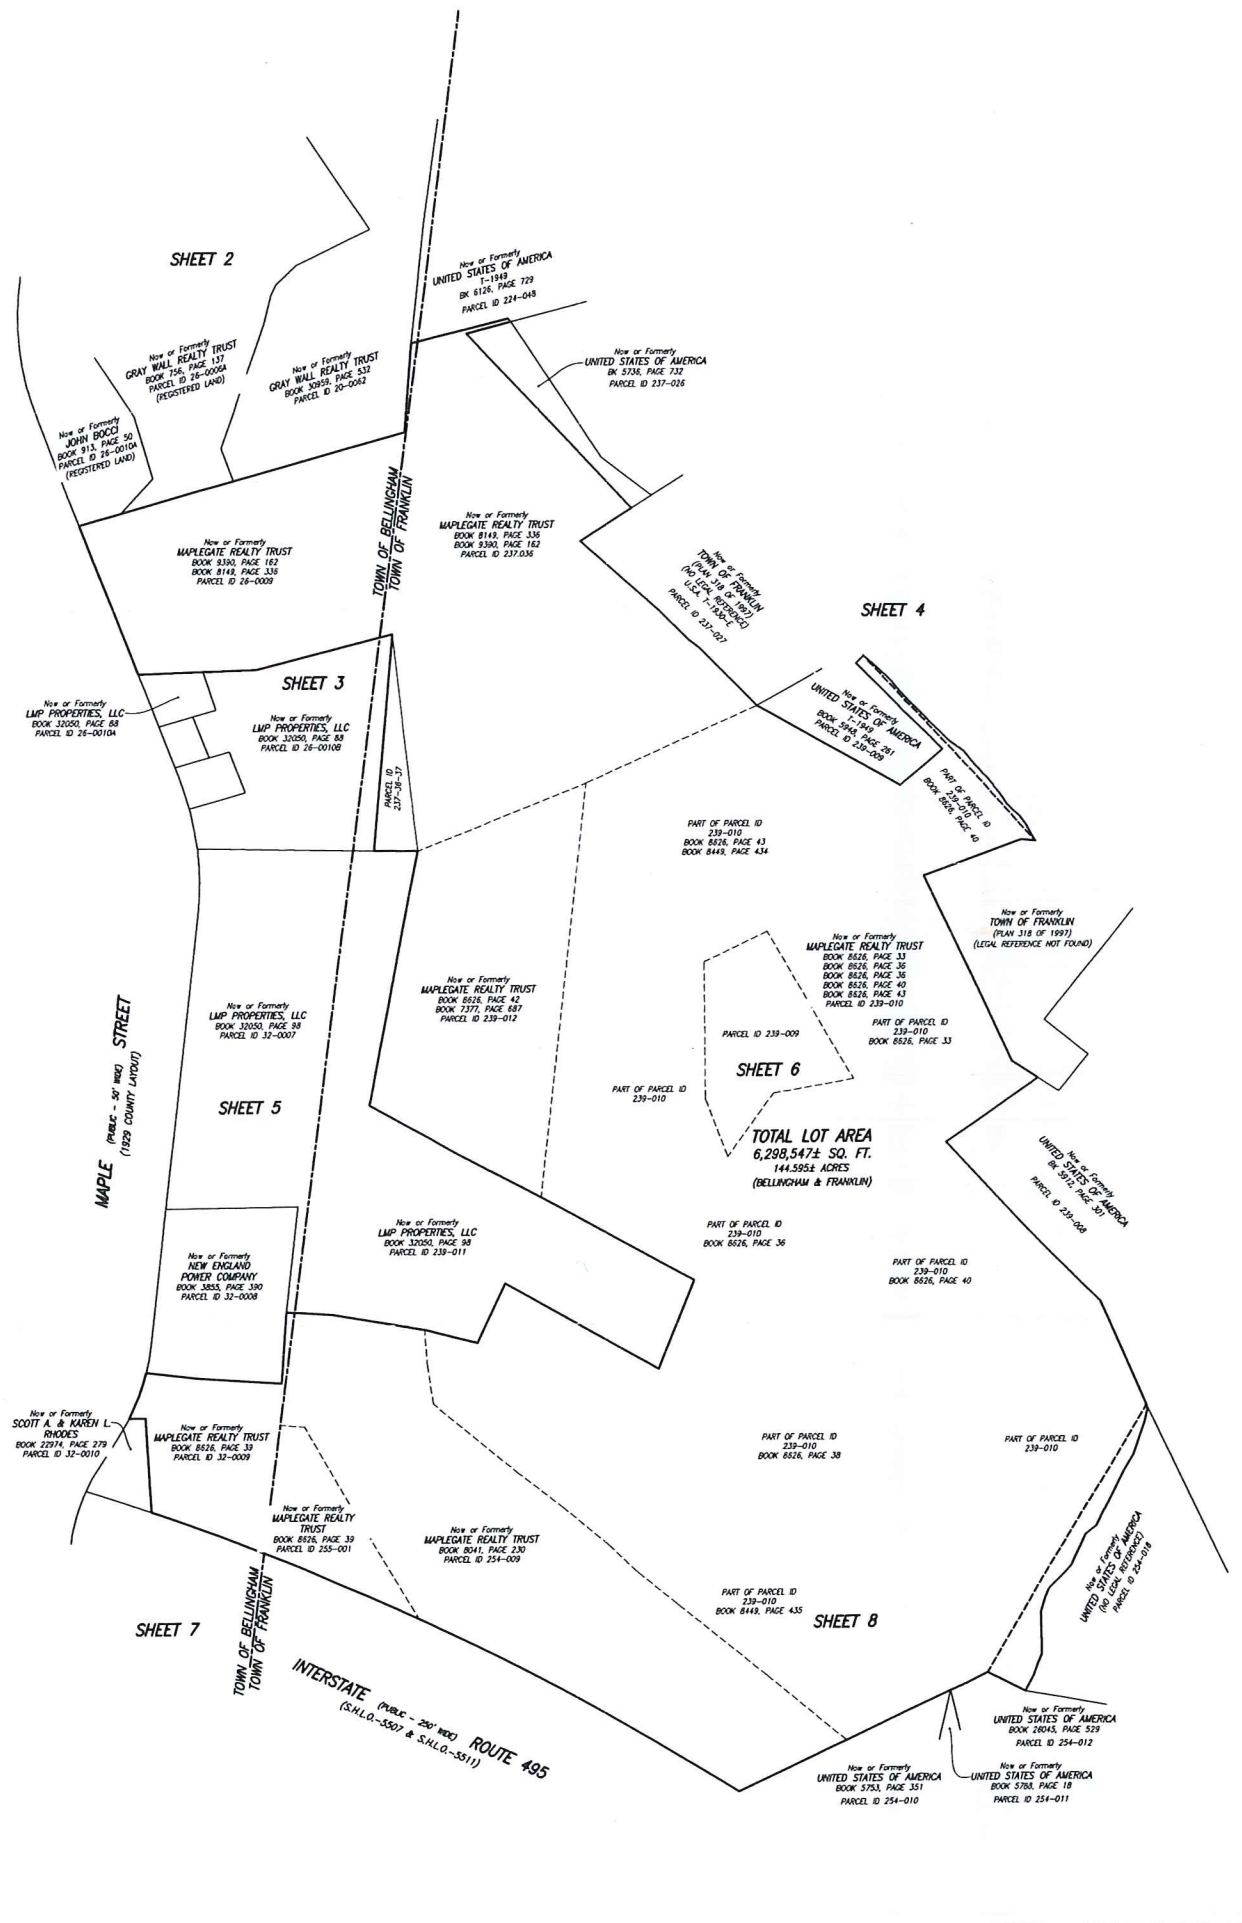 SHEET 2
Now or Formerly
UNITED STATES OF AMERICA
T-1949
BK 6126, PAGE 729
PARCEL ID 224-048
Now or Formerly
GRAY WALL REALTY TRUST
BOOK 756, PAGE 137
PARCEL ID 26-0006A
(REGISTERED LAND)
Now or Formerly
GRAY WALL REALTY TRUST
BOOK 30959, PAGE 532
PARCEL ID 20-0062
Now or Formerly
UNITED STATES OF AMERICA
BK 5736, PAGE 732
PARCEL ID 237-026
Now or Formerly
JOHN BOCCI
BOOK 913, PAGE 50
PARCEL ID 26-0010A
(REGISTERED LAND)
TOWN OF BELLINGHAM
TOWN OF FRANKLIN
Now or Formerly
MAPLEGATE REALTY TRUST
BOOK 9390, PAGE 162
BOOK 8149, PAGE 336
PARCEL ID 26-0009
Now or Formerly
MAPLEGATE REALTY TRUST
BOOK 8149, PAGE 336
BOOK 9390, PAGE 162
PARCEL ID 237.036
Now or Formerly
TOWN OF FRANKLIN
(PLAN 318 OF 1997)
(NO LEGAL REFERENCE)
U.S.A. T-1930-E
PARCEL ID 237-027
SHEET 4
SHEET 3
Now or Formerly
LMP PROPERTIES, LLC
BOOK 32050, PAGE 88
PARCEL ID 26-0010A
Now or Formerly
LMP PROPERTIES, LLC
BOOK 32050, PAGE 88
PARCEL ID 26-0010B
PARCEL ID
237-36-37
Now or Formerly
UNITED STATES OF AMERICA
T-1949
BOOK 5948, PAGE 261
PARCEL ID 239-009
PART OF PARCEL ID
239-010
BOOK 8626, PAGE 40
PART OF PARCEL ID
239-010
BOOK 8626, PAGE 43
BOOK 8449, PAGE 434
Now or Formerly
TOWN OF FRANKLIN
(PLAN 318 OF 1997)
(LEGAL REFERENCE NOT FOUND)
Now or Formerly
MAPLEGATE REALTY TRUST
BOOK 8626, PAGE 33
BOOK 8626, PAGE 36
BOOK 8626, PAGE 38
BOOK 8626, PAGE 40
BOOK 8626, PAGE 43
PARCEL ID 239-010
Now or Formerly
MAPLEGATE REALTY TRUST
BOOK 8626, PAGE 42
BOOK 7377, PAGE 687
PARCEL ID 239-012
Now or Formerly
LMP PROPERTIES, LLC
BOOK 32050, PAGE 98
PARCEL ID 32-0007
PARCEL ID 239-009
PART OF PARCEL ID
239-010
BOOK 8626, PAGE 33
SHEET 6
PART OF PARCEL ID
239-010
SHEET 5
MAPLE (PUBLIC - 50' WIDE) STREET
(1929 COUNTY LAYOUT)
TOTAL LOT AREA
6,298,547± SQ. FT.
144.595± ACRES
(BELLINGHAM & FRANKLIN)
Now or Formerly
UNITED STATES OF AMERICA
BK 5912, PAGE 301
PARCEL ID 239-008
Now or Formerly
LMP PROPERTIES, LLC
BOOK 32050, PAGE 98
PARCEL ID 239-011
PART OF PARCEL ID
239-010
BOOK 8626, PAGE 36
Now or Formerly
NEW ENGLAND
POWER COMPANY
BOOK 3855, PAGE 390
PARCEL ID 32-0008
PART OF PARCEL ID
239-010
BOOK 8626, PAGE 40
Now or Formerly
SCOTT A. & KAREN L.
RHODES
BOOK 22974, PAGE 279
PARCEL ID 32-0010
Now or Formerly
MAPLEGATE REALTY TRUST
BOOK 8626, PAGE 39
PARCEL ID 32-0009
PART OF PARCEL ID
239-010
BOOK 8626, PAGE 38
PART OF PARCEL ID
239-010
Now or Formerly
MAPLEGATE REALTY
TRUST
BOOK 8626, PAGE 39
PARCEL ID 255-001
Now or Formerly
MAPLEGATE REALTY TRUST
BOOK 8041, PAGE 230
PARCEL ID 254-009
Now or Formerly
UNITED STATES OF AMERICA
(NO LEGAL REFERENCE)
PARCEL ID 254-018
PART OF PARCEL ID
239-010
BOOK 8449, PAGE 435
SHEET 8
SHEET 7
TOWN OF BELLINGHAM
TOWN OF FRANKLIN
INTERSTATE (PUBLIC - 250' WIDE) ROUTE 495
(S.H.L.O.-5507 & S.H.L.O.-5511)
Now or Formerly
UNITED STATES OF AMERICA
BOOK 26045, PAGE 529
PARCEL ID 254-012
Now or Formerly
UNITED STATES OF AMERICA
BOOK 5753, PAGE 351
PARCEL ID 254-010
Now or Formerly
UNITED STATES OF AMERICA
BOOK 5788, PAGE 18
PARCEL ID 254-011